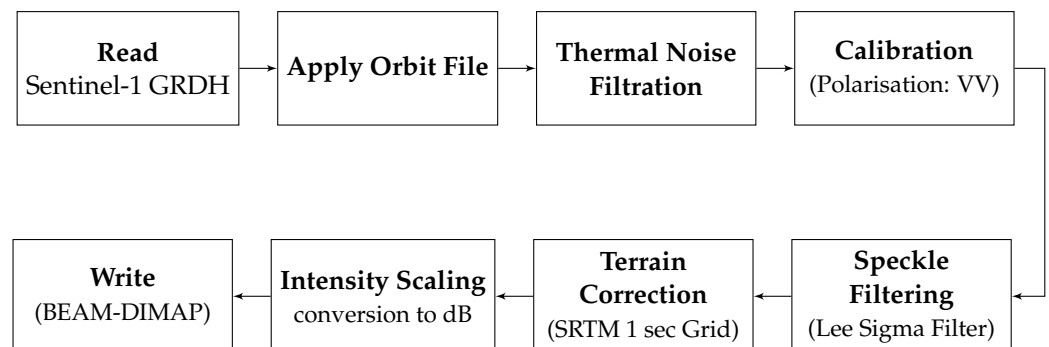 Read
Sentinel-1 GRDH
Apply Orbit File
Thermal Noise
Filtration
Calibration
(Polarisation: VV)
Speckle
Filtering
(Lee Sigma Filter)
Terrain
Correction
(SRTM 1 sec Grid)
Intensity Scaling
conversion to dB
Write
(BEAM-DIMAP)